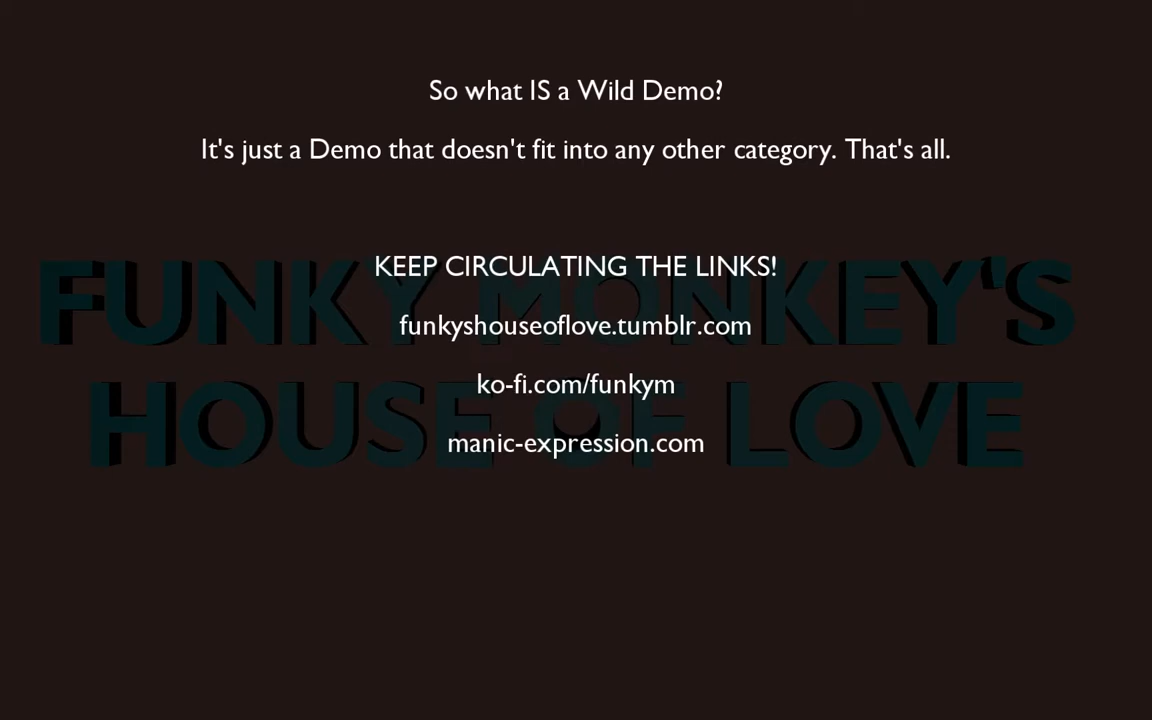 So what IS a Wild Demo?
It's just a Demo that doesn't fit into any other category. That's all.
KEEP CIRCULATING THE LINKS!
FUNKY MONKEY'S
funkyshouseoflove.tumblr.com
ko-fi.com/funkym
HOUSE OF LOVE
manic-expression.com